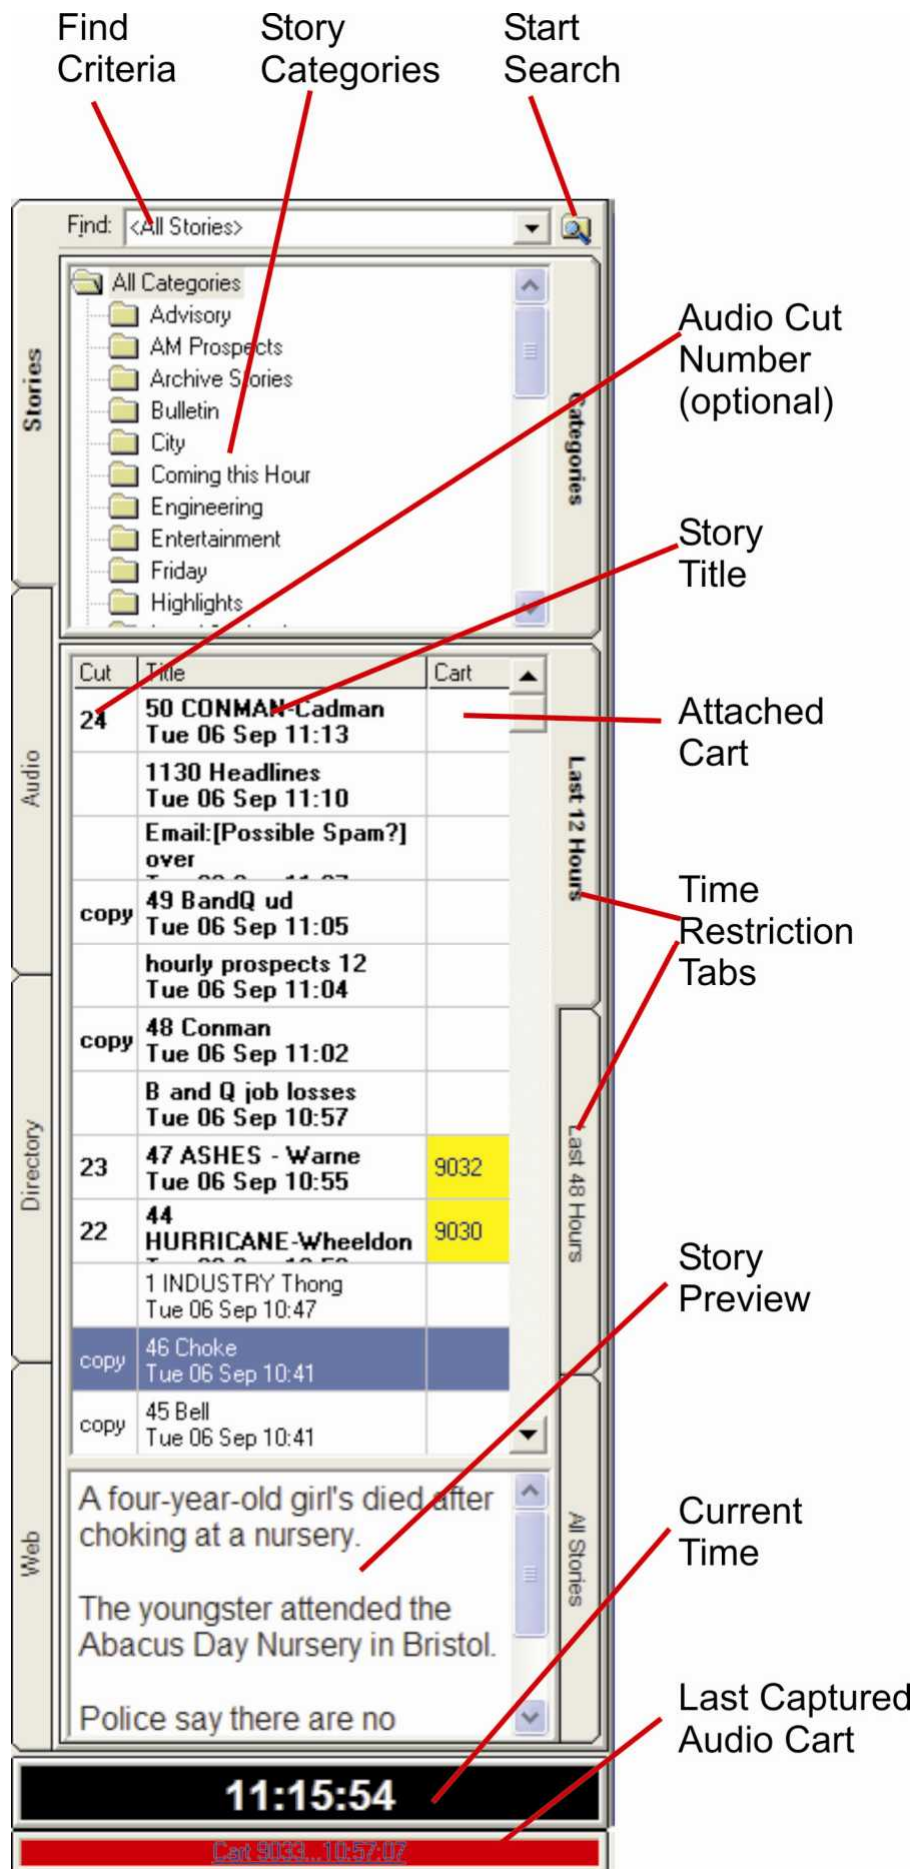 Find
Criteria
Story
Categories
Start
Search
Find: <All Stories>
All Categories
Advisory
AM Prospects
Archive Stories
Bulletin
City
Coming this Hour
Engineering
Entertainment
Friday
Highlights
Stories
Audio
Directory
Web
Categories
Last 12 Hours
Last 48 Hours
All Stories
Audio Cut
Number
(optional)
Story
Title
Attached
Cart
Time
Restriction
Tabs
Story
Preview
Current
Time
Last Captured
Audio Cart
Cut Title Cart
24 50 CONMAN-Cadman
Tue 06 Sep 11:13
1130 Headlines
Tue 06 Sep 11:10
Email:[Possible Spam?]
over
copy 49 BandQ ud
Tue 06 Sep 11:05
hourly prospects 12
Tue 06 Sep 11:04
copy 48 Conman
Tue 06 Sep 11:02
B and Q job losses
Tue 06 Sep 10:57
23 47 ASHES - Warne 9032
Tue 06 Sep 10:55
22 44 9030
HURRICANE-Wheeldon
1 INDUSTRY Thong
Tue 06 Sep 10:47
copy 46 Choke
Tue 06 Sep 10:41
copy 45 Bell
Tue 06 Sep 10:41
A four-year-old girl's died after
choking at a nursery.
The youngster attended the
Abacus Day Nursery in Bristol.
Police say there are no
11:15:54
Cart 9033...10:57:07